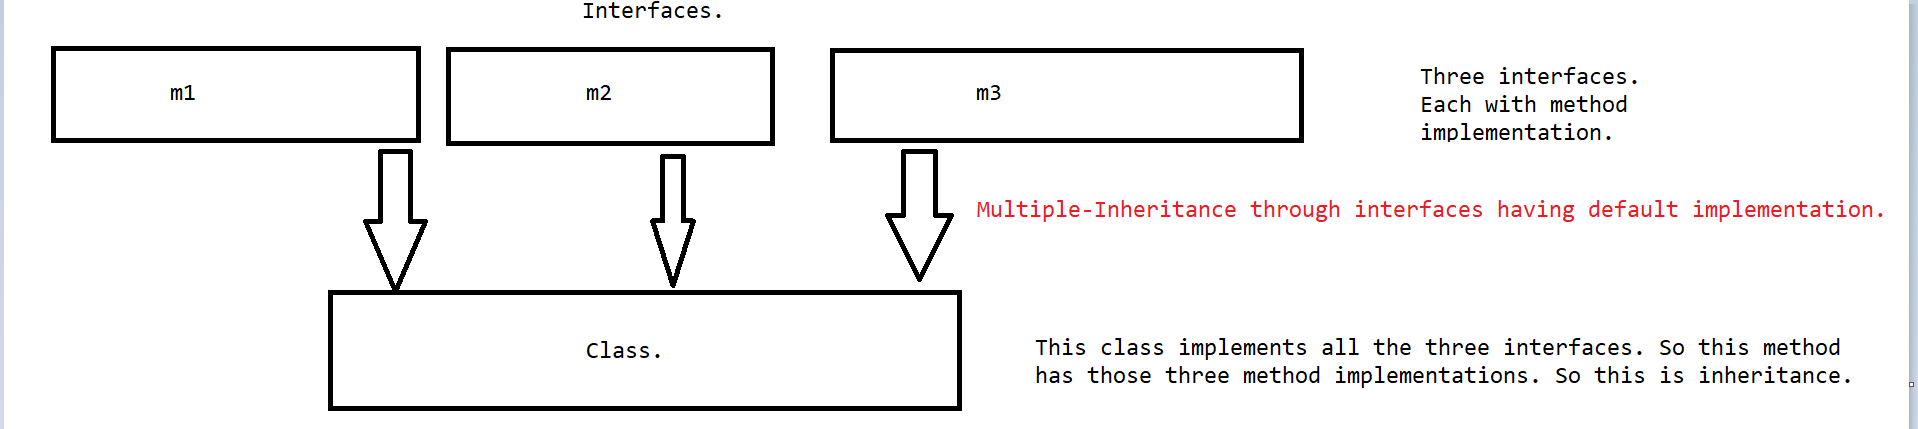 Interfaces.
m1
m2
m3
Three interfaces.
Each with method
implementation.
Multiple-Inheritance through interfaces having default implementation.
Class.
This class implements all the three interfaces. So this method
has those three method implementations. So this is inheritance.